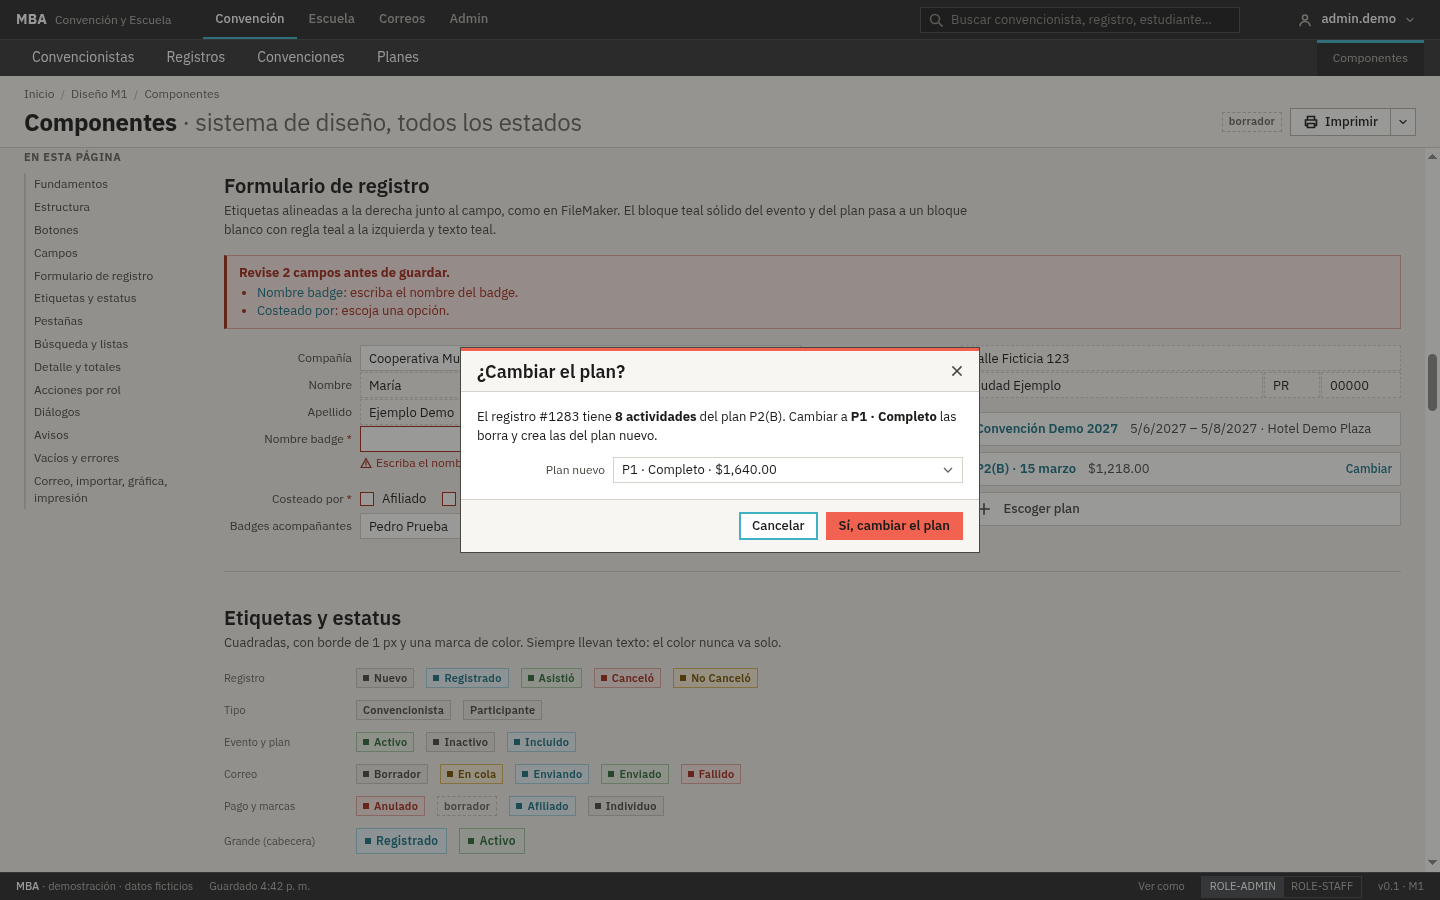 MBA Convención y Escuela Convención Escuela Correos Admin Buscar convencionista, registro, estudiante... admin.demo
Convencionistas Registros Convenciones Planes Componentes
Inicio / Diseño M1 / Componentes
Componentes · sistema de diseño, todos los estados borrador Imprimir
EN ESTA PÁGINA
Fundamentos
Estructura
Botones
Campos
Formulario de registro
Etiquetas y estatus
Pestañas
Búsqueda y listas
Detalle y totales
Acciones por rol
Diálogos
Avisos
Vacíos y errores
Correo, importar, gráfica,
impresión
Formulario de registro
Etiquetas alineadas a la derecha junto al campo, como en FileMaker. El bloque teal sólido del evento y del plan pasa a un bloque
blanco con regla teal a la izquierda y texto teal.
Revise 2 campos antes de guardar.
• Nombre badge: escriba el nombre del badge.
• Costeado por: escoja una opción.
Compañía Cooperativa Mu alle Ficticia 123
Nombre María udad Ejemplo PR 00000
Apellido Ejemplo Demo
Nombre badge *
Escriba el nomb
Convención Demo 2027 5/6/2027 – 5/8/2027 · Hotel Demo Plaza
P2(B) · 15 marzo $1,218.00 Cambiar
Costeado por * Afiliado
Escoger plan
Badges acompañantes Pedro Prueba
¿Cambiar el plan?
El registro #1283 tiene 8 actividades del plan P2(B). Cambiar a P1 · Completo las
borra y crea las del plan nuevo.
Plan nuevo P1 · Completo · $1,640.00
Cancelar Sí, cambiar el plan
Etiquetas y estatus
Cuadradas, con borde de 1 px y una marca de color. Siempre llevan texto: el color nunca va solo.
Registro Nuevo Registrado Asistió Canceló No Canceló
Tipo Convencionista Participante
Evento y plan Activo Inactivo Incluido
Correo Borrador En cola Enviando Enviado Fallido
Pago y marcas Anulado borrador Afiliado Individuo
Grande (cabecera) Registrado Activo
MBA · demostración · datos ficticios Guardado 4:42 p. m. Ver como ROLE-ADMIN ROLE-STAFF v0.1 · M1